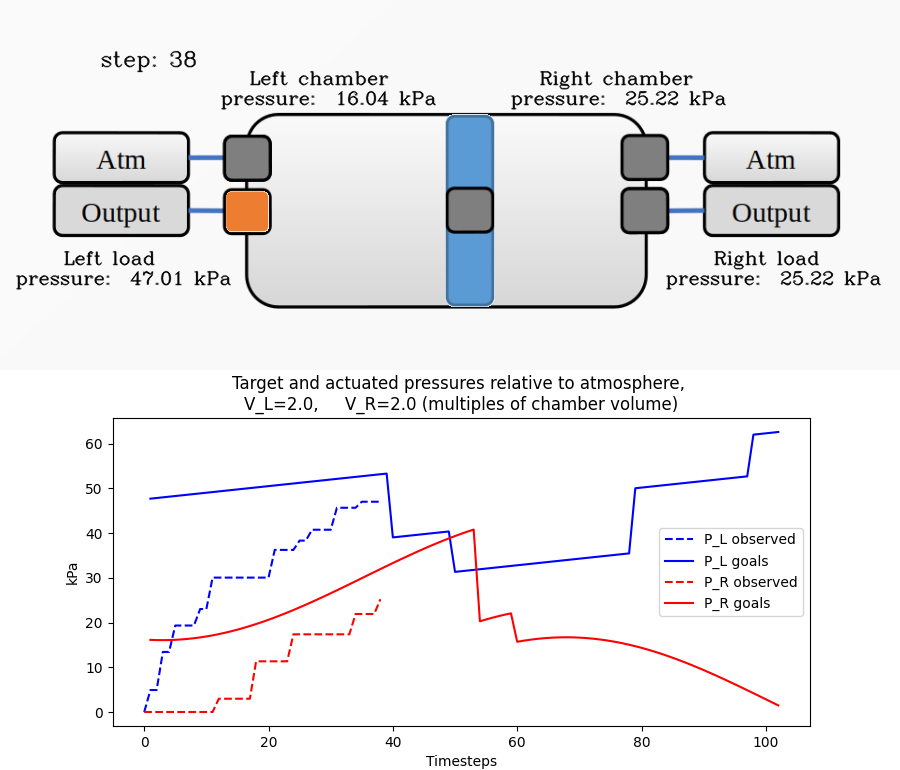 step: 38
Left chamber
pressure: 16.04 kPa
Right chamber
pressure: 25.22 kPa
Atm
Output
Atm
Output
Left load
pressure: 47.01 kPa
Right load
pressure: 25.22 kPa
Target and actuated pressures relative to atmosphere,
V_L=2.0, V_R=2.0 (multiples of chamber volume)
kPa
60
50
40
30
20
10
0
P_L observed
P_L goals
P_R observed
P_R goals
0 20 40 60 80 100
Timesteps